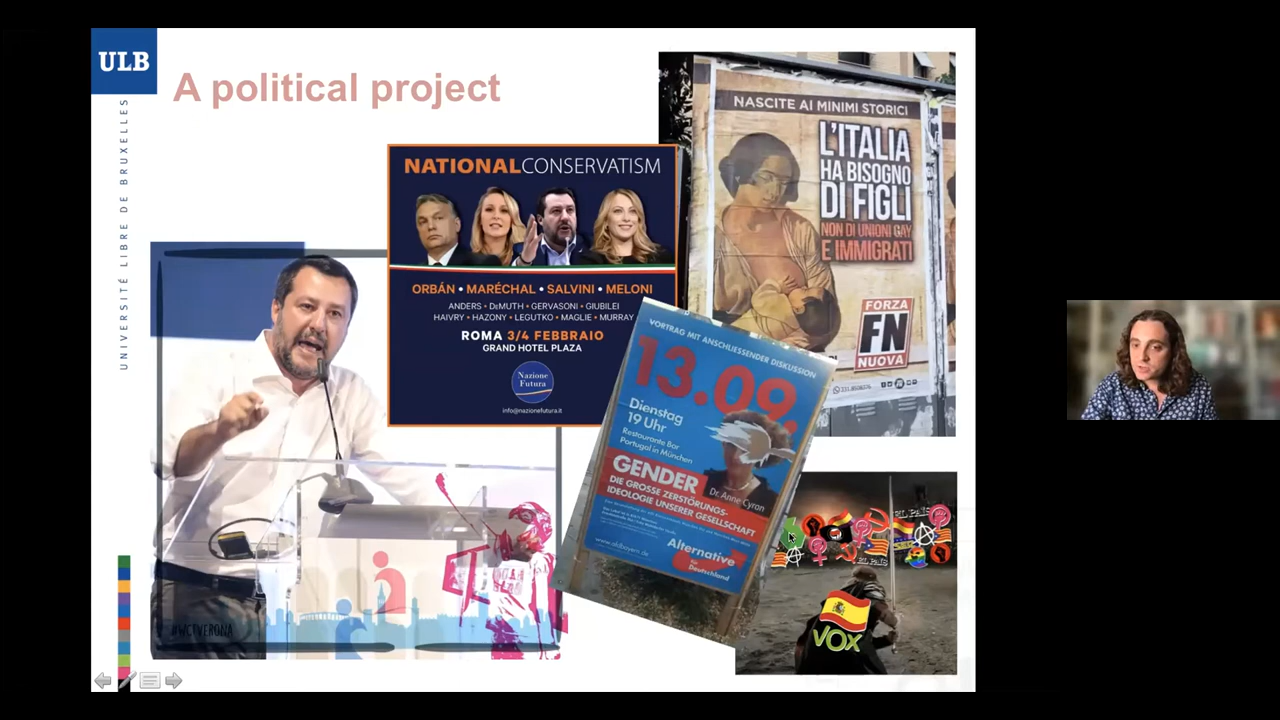 ULB
UNIVERSITÉ LIBRE DE BRUXELLES
A political project
NATIONALCONSERVATISM
ORBÁN • MARÉCHAL • SALVINI • MELONI
ANDERS • DeMUTH • GERVASONI • GIUBILEI
HAIVRY • HAZONY • LEGUTKO • MAGLIE • MURRAY
ROMA 3/4 FEBBRAIO
GRAND HOTEL PLAZA
Nazione
Futura
info@nazionefutura.it
NASCITE AI MINIMI STORICI
L'ITALIA
HA BISOGNO
DI FIGLI
NON DI UNIONI GAY
E IMMIGRATI
FORZA
FN
NUOVA
#WCFVERONA
VORTRAG MIT ANSCHLIESSENDER DISKUSSION
13.09.
Dienstag
19 Uhr
Restaurante Bar
Portugal in München
Dr. Anne Cyron
GENDER
DIE GROSSE ZERSTÖRUNGS-
IDEOLOGIE UNSERER GESELLSCHAFT
www.afdbayern.de
Alternative
für
Deutschland
EL PAÍS
EL PAÍS
VOX